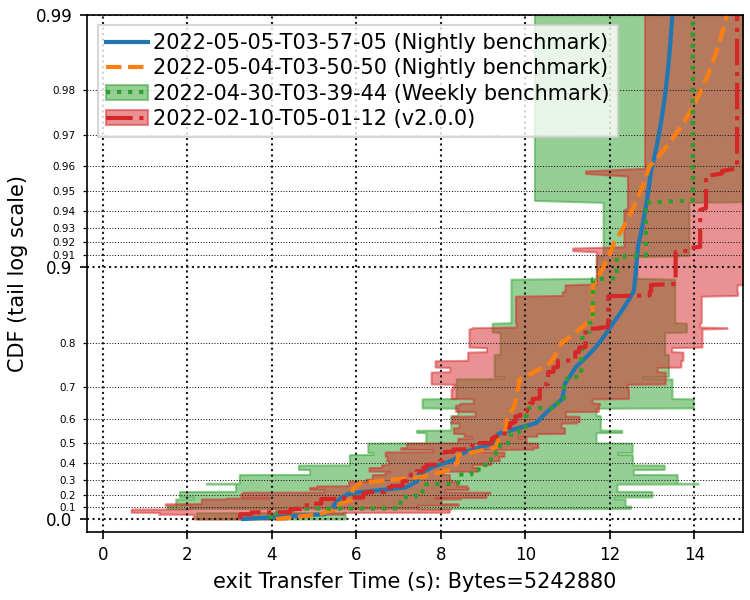 2022-05-05-T03-57-05 (Nightly benchmark)
2022-05-04-T03-50-50 (Nightly benchmark)
2022-04-30-T03-39-44 (Weekly benchmark)
2022-02-10-T05-01-12 (v2.0.0)
CDF (tail log scale)
0.99
0.98
0.97
0.96
0.95
0.94
0.93
0.92
0.91
0.9
0.8
0.7
0.6
0.5
0.4
0.3
0.2
0.1
0.0
0 2 4 6 8 10 12 14
exit Transfer Time (s): Bytes=5242880